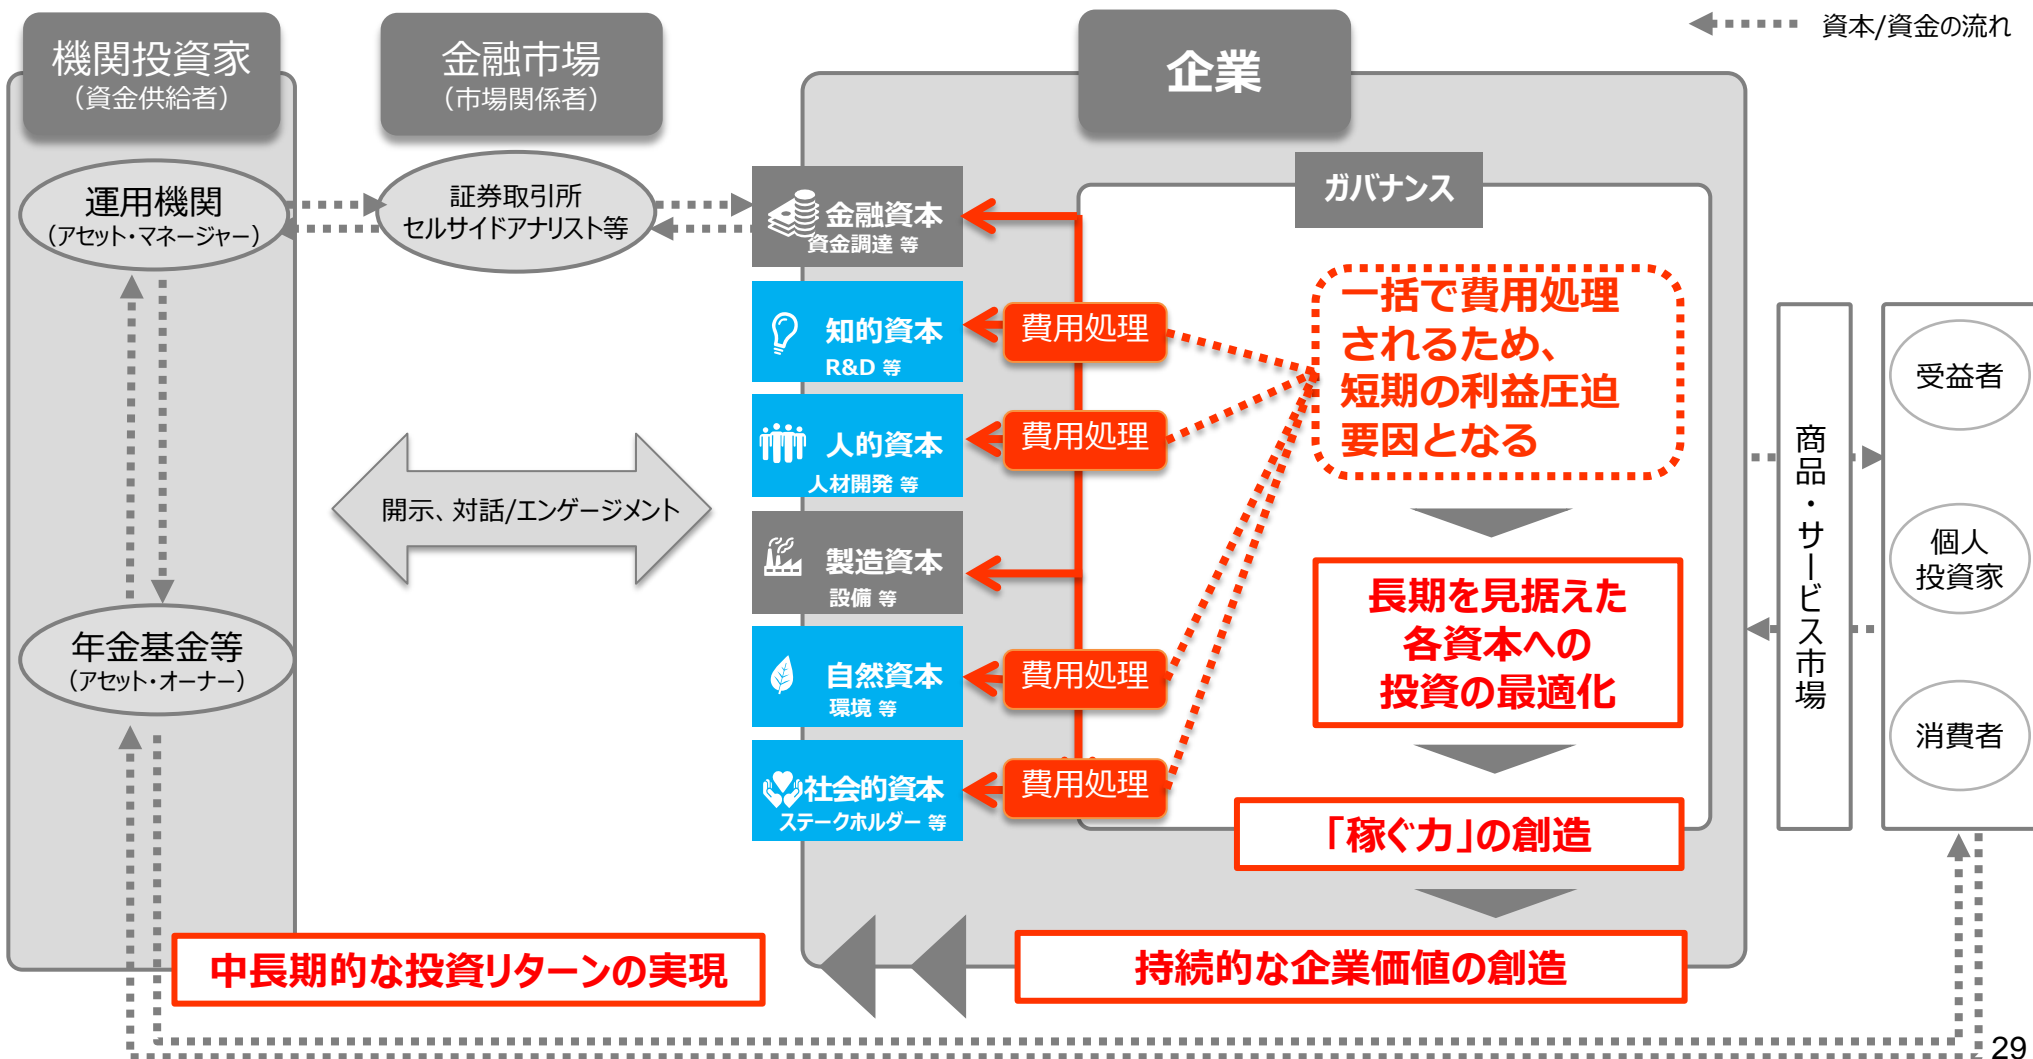 機関投資家
（資金供給者）
金融市場
（市場関係者）
企業
資本/資金の流れ
運用機関
（アセット・マネージャー）
証券取引所
セルサイドアナリスト等
ガバナンス
金融資本
資金調達 等
知的資本
R&D 等
人的資本
人材開発 等
製造資本
設備 等
自然資本
環境 等
社会的資本
ステークホルダー 等
費用処理
費用処理
費用処理
費用処理
一括で費用処理
されるため、
短期の利益圧迫
要因となる
長期を見据えた
各資本への
投資の最適化
「稼ぐ力」の創造
持続的な企業価値の創造
開示、対話/エンゲージメント
年金基金等
（アセット・オーナー）
中長期的な投資リターンの実現
商品・サービス市場
受益者
個人
投資家
消費者
29